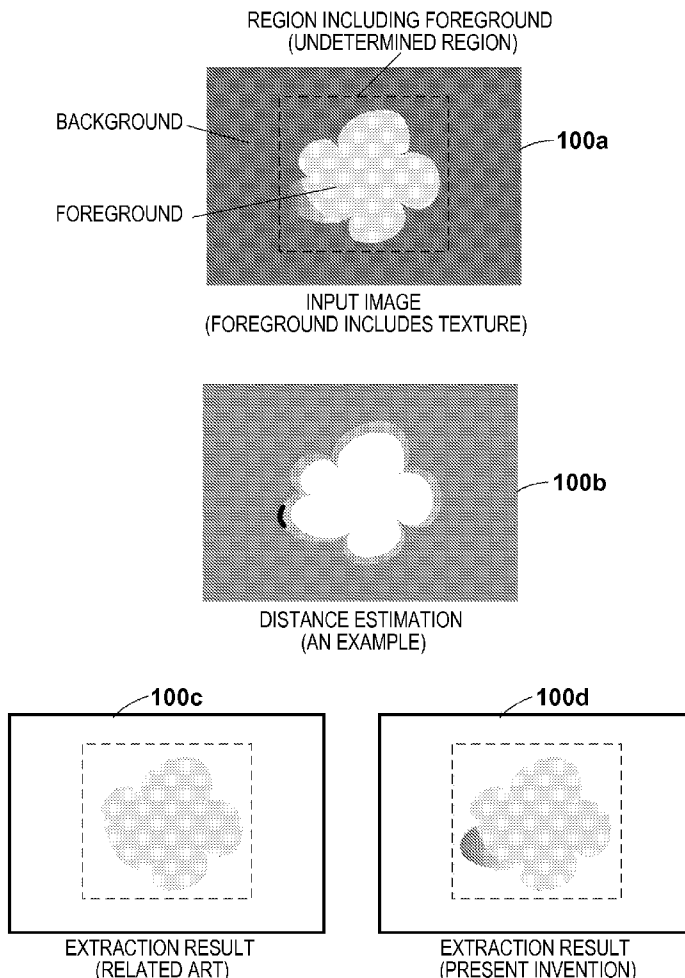 REGION INCLUDING FOREGROUND
(UNDETERMINED REGION)
BACKGROUND
100a
FOREGROUND
INPUT IMAGE
(FOREGROUND INCLUDES TEXTURE)
100b
DISTANCE ESTIMATION
(AN EXAMPLE)
100c
100d
EXTRACTION RESULT
(RELATED ART)
EXTRACTION RESULT
(PRESENT INVENTION)